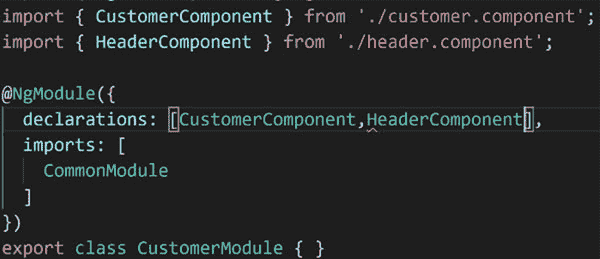 import { CustomerComponent } from './customer.component';
import { HeaderComponent } from './header.component';
@NgModule({
declarations: [CustomerComponent,HeaderComponent],
imports: [
CommonModule
]
})
export class CustomerModule { }